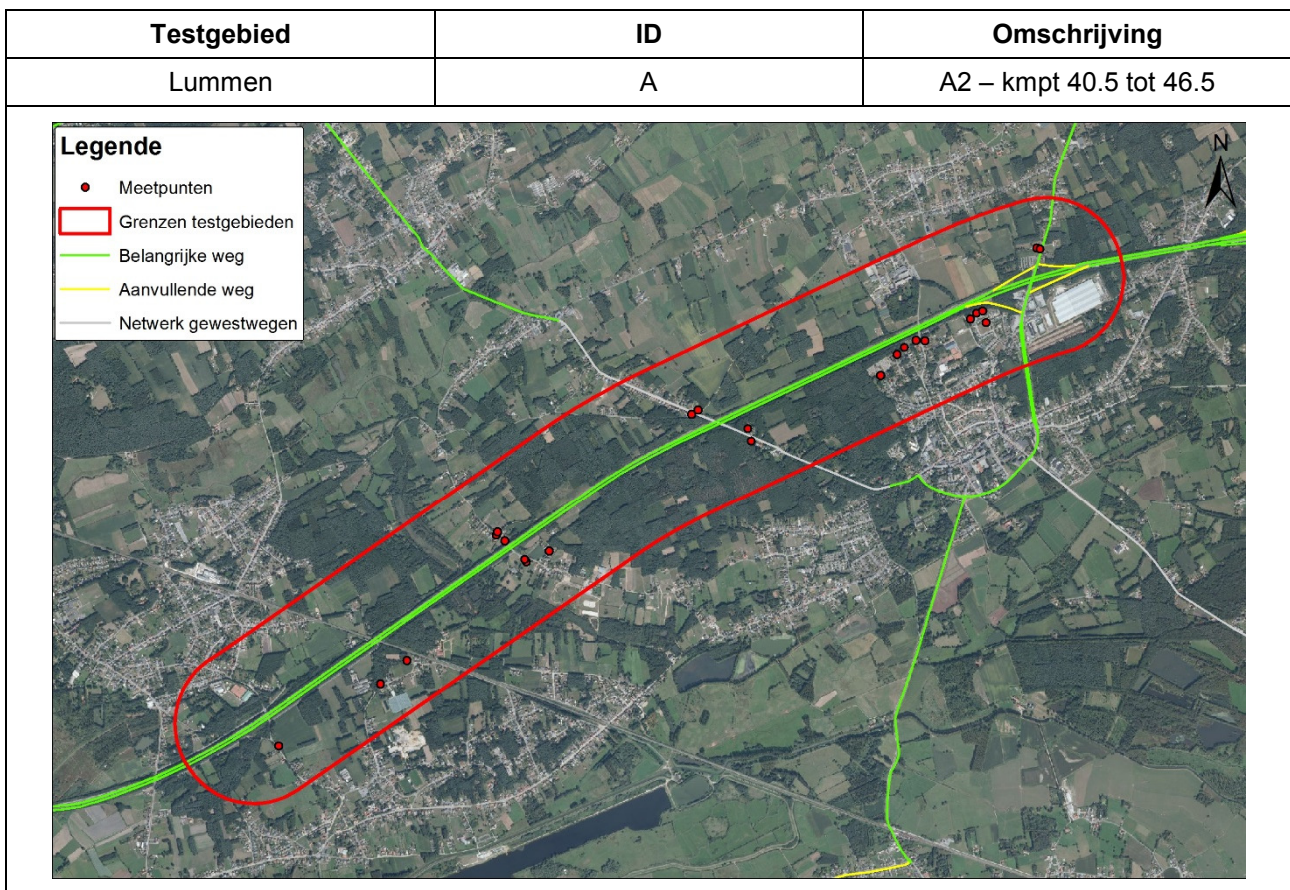 Testgebied ID Omschrijving
Lummen A A2 – kmpt 40.5 tot 46.5
Legende
Meetpunten
Grenzen testgebieden
Belangrijke weg
Aanvullende weg
Netwerk gewestwegen
N